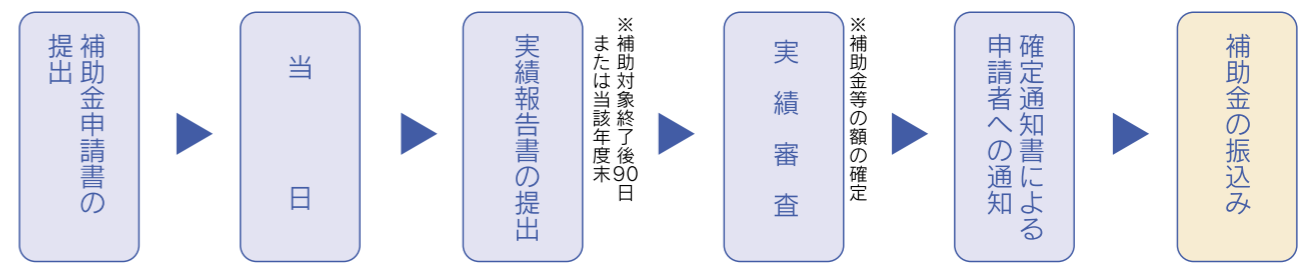 補助金申請書の
提出
当日
実績報告書の提出
※補助対象終了後90日
または当該年度末
実績審査
※補助金等の額の確定
確定通知書による
申請者への通知
補助金の振込み